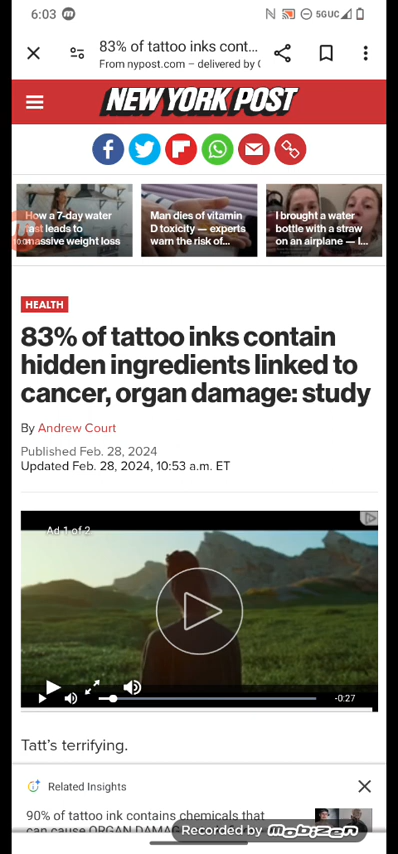 6:03
5GUC
83% of tattoo inks cont...
From nypost.com – delivered by
NEW YORK POST
How a 7-day water
fast leads to
massive weight loss
Man dies of vitamin
D toxicity — experts
warn the risk of...
I brought a water
bottle with a straw
on an airplane — I...
HEALTH
83% of tattoo inks contain
hidden ingredients linked to
cancer, organ damage: study
By Andrew Court
Published Feb. 28, 2024
Updated Feb. 28, 2024, 10:53 a.m. ET
Ad 1 of 2
-0:27
Tatt's terrifying.
Related Insights
90% of tattoo ink contains chemicals that
can cause ORGAN
Recorded by mobizen